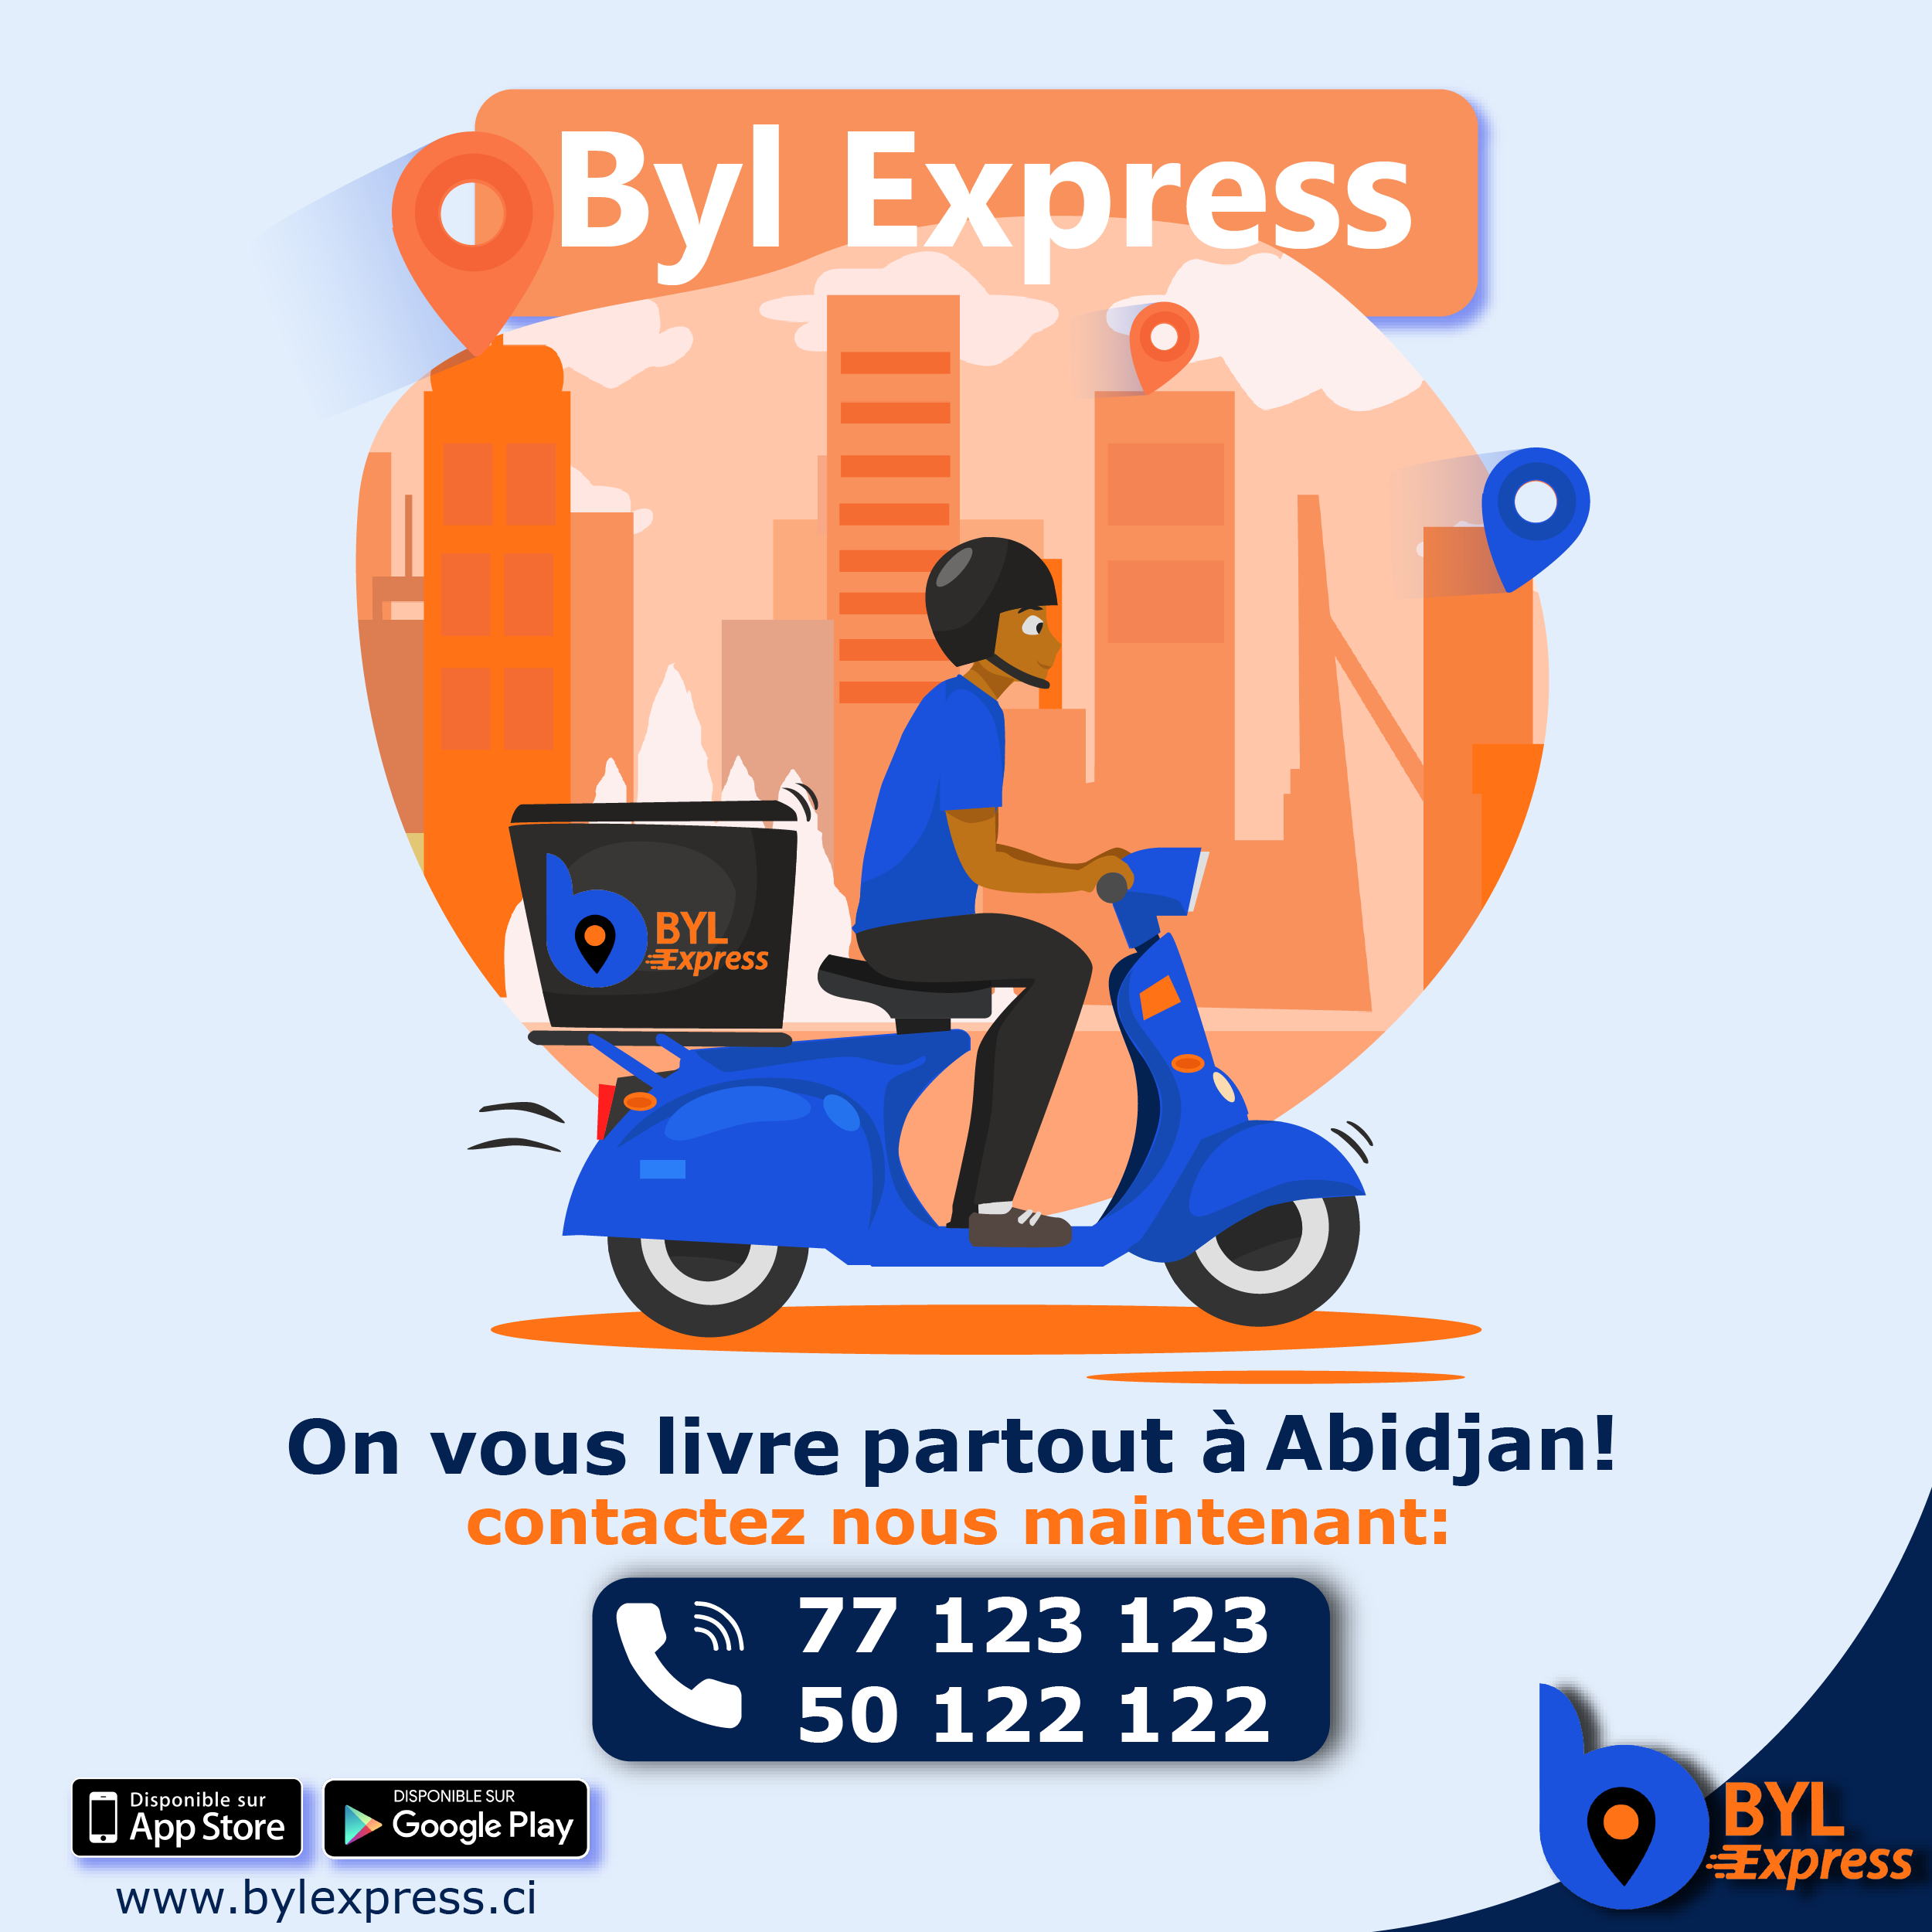 Byl Express
BYL
Express
On vous livre partout à Abidjan!
contactez nous maintenant:
77 123 123
50 122 122
Disponible sur
App Store
DISPONIBLE SUR
Google Play
www.bylexpress.ci
BYL
Express